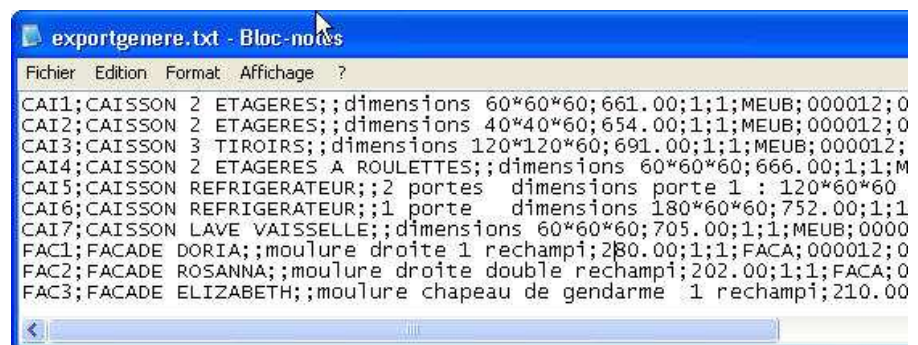 exportgenere.txt - Bloc-notes
Fichier Edition Format Affichage ?
CAI1;CAISSON 2 ETAGERES;;dimensions 60*60*60;661.00;1;1;MEUB;000012;0
CAI2;CAISSON 2 ETAGERES;;dimensions 40*40*60;654.00;1;1;MEUB;000012;0
CAI3;CAISSON 3 TIROIRS;;dimensions 120*120*60;691.00;1;1;MEUB;000012;
CAI4;CAISSON 2 ETAGERES A ROULETTES;;dimensions 60*60*60;666.00;1;1;M
CAI5;CAISSON REFRIGERATEUR;;2 portes   dimensions porte 1 : 120*60*60
CAI6;CAISSON REFRIGERATEUR;;1 porte   dimensions 180*60*60;752.00;1;1
CAI7;CAISSON LAVE VAISSELLE;;dimensions 60*60*60;705.00;1;1;MEUB;0000
FAC1;FACADE DORIA;;moulure droite 1 rechampi;280.00;1;1;FACA;000012;0
FAC2;FACADE ROSANNA;;moulure droite double rechampi;202.00;1;1;FACA;0
FAC3;FACADE ELIZABETH;;moulure chapeau de gendarme  1 rechampi;210.00